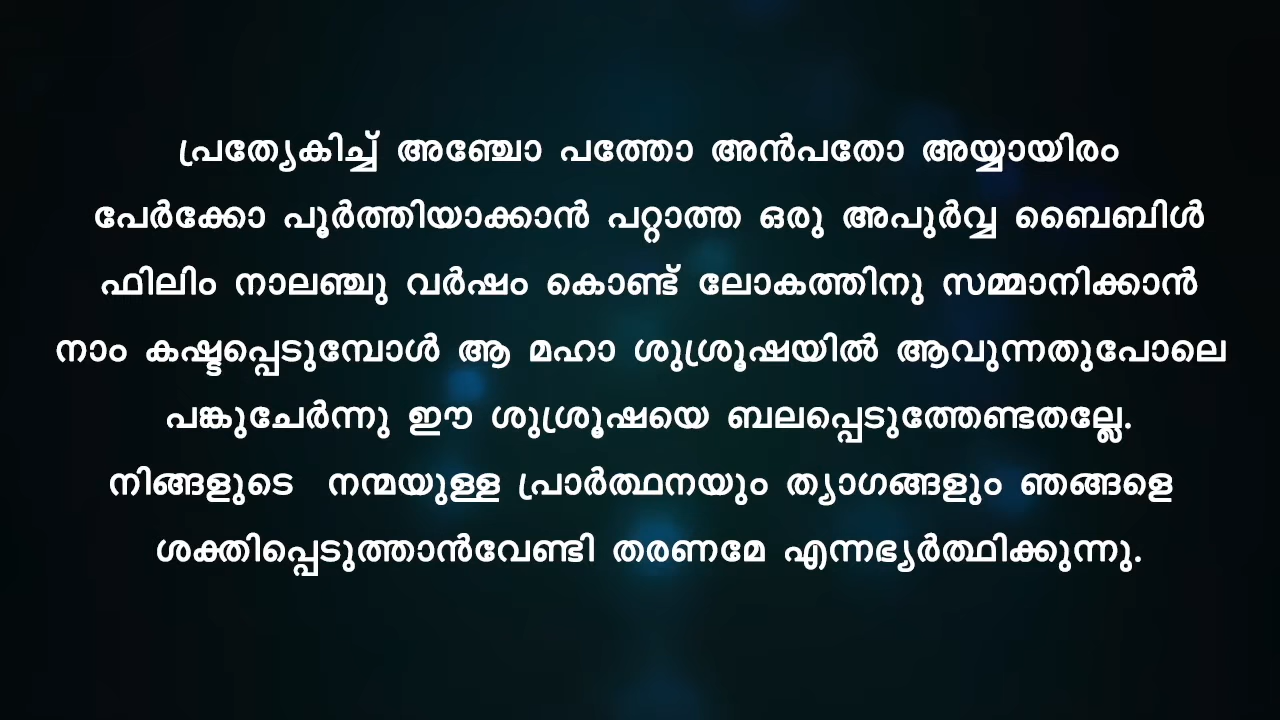 പ്രത്യേകിച്ച് അഞ്ചോ പത്തോ അൻപതോ അയ്യായിരം
പേർക്കോ പൂർത്തിയാക്കാൻ പറ്റാത്ത ഒരു അപുർവ്വ ബൈബിൾ
ഫിലിം നാലഞ്ചു വർഷം കൊണ്ട് ലോകത്തിനു സമ്മാനിക്കാൻ
നാം കഷ്ടപ്പെടുമ്പോൾ ആ മഹാ ശുശ്രൂഷയിൽ ആവുന്നതുപോലെ
പങ്കുചേർന്നു ഈ ശുശ്രൂഷയെ ബലപ്പെടുത്തേണ്ടതല്ലേ.
നിങ്ങളുടെ നന്മയുള്ള പ്രാർത്ഥനയും ത്യാഗങ്ങളും ഞങ്ങളെ
ശക്തിപ്പെടുത്താൻവേണ്ടി തരണമേ എന്നഭ്യർത്ഥിക്കുന്നു.